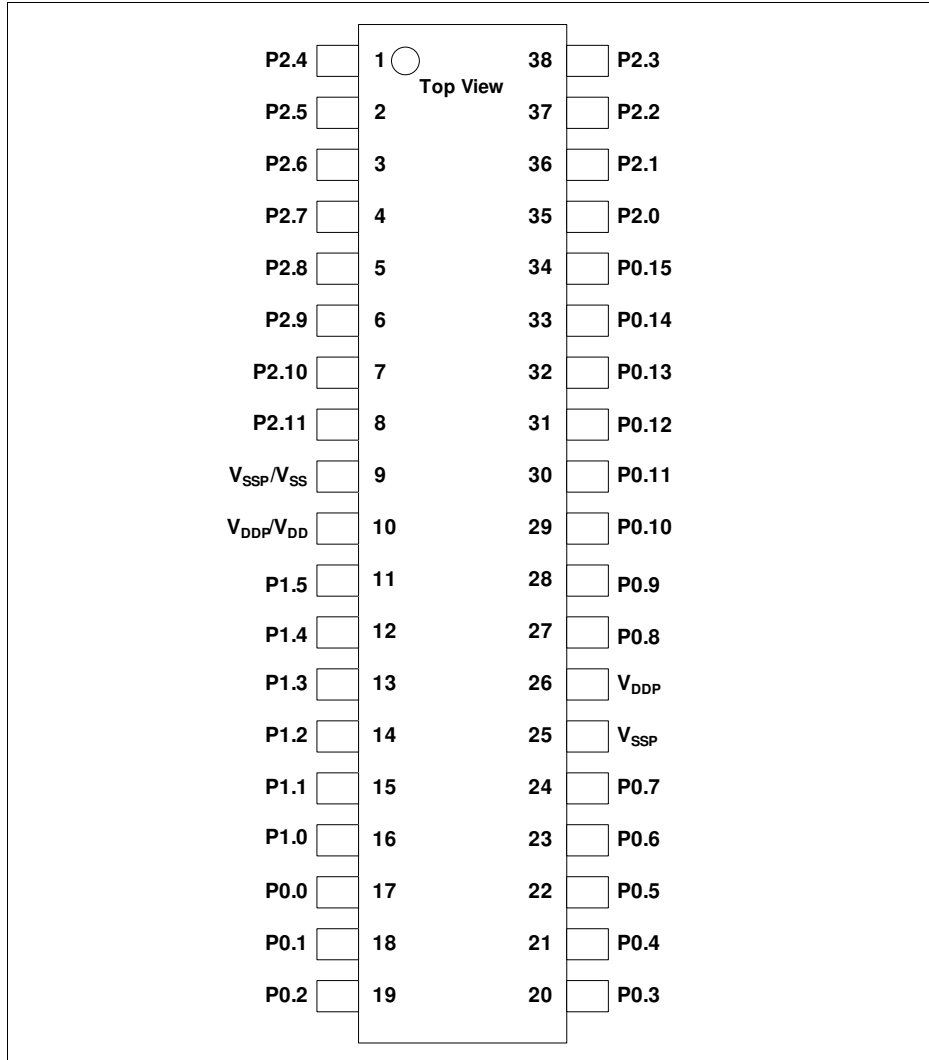 P2.4 1 38 P2.3
Top View
P2.5 2 37 P2.2
P2.6 3 36 P2.1
P2.7 4 35 P2.0
P2.8 5 34 P0.15
P2.9 6 33 P0.14
P2.10 7 32 P0.13
P2.11 8 31 P0.12
VSSP/VSS 9 30 P0.11
VDDP/VDD 10 29 P0.10
P1.5 11 28 P0.9
P1.4 12 27 P0.8
P1.3 13 26 VDDP
P1.2 14 25 VSSP
P1.1 15 24 P0.7
P1.0 16 23 P0.6
P0.0 17 22 P0.5
P0.1 18 21 P0.4
P0.2 19 20 P0.3